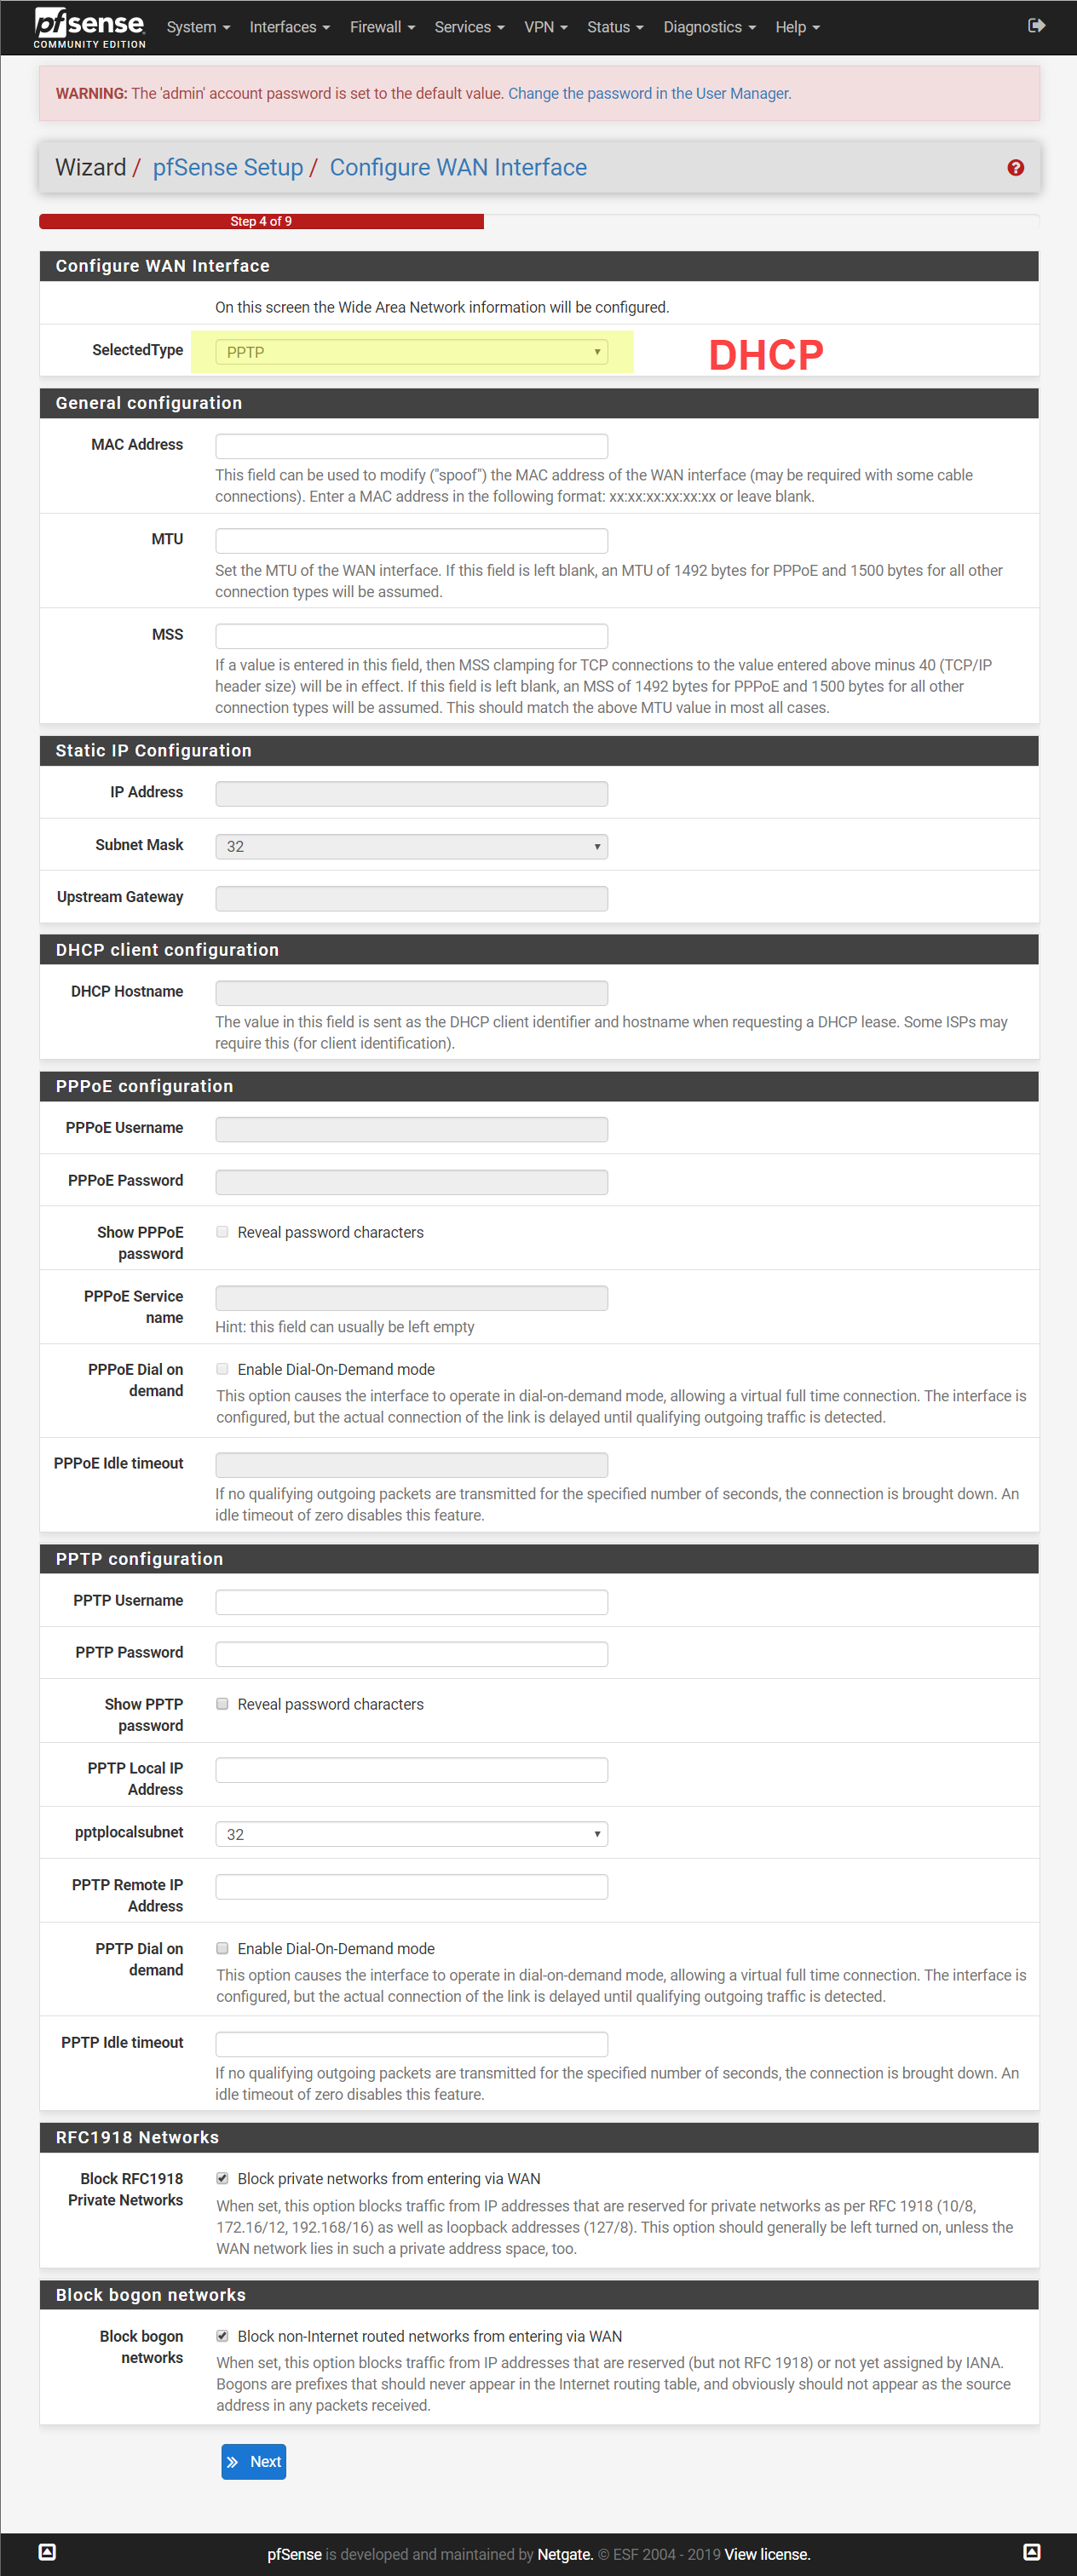 pfsense
COMMUNITY EDITION
System Interfaces Firewall Services VPN Status Diagnostics Help
WARNING: The 'admin' account password is set to the default value. Change the password in the User Manager.
Wizard / pfSense Setup / Configure WAN Interface
Step 4 of 9
Configure WAN Interface
On this screen the Wide Area Network information will be configured.
SelectedType PPTP DHCP
General configuration
MAC Address
This field can be used to modify ("spoof") the MAC address of the WAN interface (may be required with some cable
connections). Enter a MAC address in the following format: xx:xx:xx:xx:xx:xx or leave blank.
MTU
Set the MTU of the WAN interface. If this field is left blank, an MTU of 1492 bytes for PPPoE and 1500 bytes for all other
connection types will be assumed.
MSS
If a value is entered in this field, then MSS clamping for TCP connections to the value entered above minus 40 (TCP/IP
header size) will be in effect. If this field is left blank, an MSS of 1492 bytes for PPPoE and 1500 bytes for all other
connection types will be assumed. This should match the above MTU value in most all cases.
Static IP Configuration
IP Address
Subnet Mask 32
Upstream Gateway
DHCP client configuration
DHCP Hostname
The value in this field is sent as the DHCP client identifier and hostname when requesting a DHCP lease. Some ISPs may
require this (for client identification).
PPPoE configuration
PPPoE Username
PPPoE Password
Show PPPoE
password
Reveal password characters
PPPoE Service
name
Hint: this field can usually be left empty
PPPoE Dial on
demand
Enable Dial-On-Demand mode
This option causes the interface to operate in dial-on-demand mode, allowing a virtual full time connection. The interface is
configured, but the actual connection of the link is delayed until qualifying outgoing traffic is detected.
PPPoE Idle timeout
If no qualifying outgoing packets are transmitted for the specified number of seconds, the connection is brought down. An
idle timeout of zero disables this feature.
PPTP configuration
PPTP Username
PPTP Password
Show PPTP
password
Reveal password characters
PPTP Local IP
Address
pptplocalsubnet 32
PPTP Remote IP
Address
PPTP Dial on
demand
Enable Dial-On-Demand mode
This option causes the interface to operate in dial-on-demand mode, allowing a virtual full time connection. The interface is
configured, but the actual connection of the link is delayed until qualifying outgoing traffic is detected.
PPTP Idle timeout
If no qualifying outgoing packets are transmitted for the specified number of seconds, the connection is brought down. An
idle timeout of zero disables this feature.
RFC1918 Networks
Block RFC1918
Private Networks
Block private networks from entering via WAN
When set, this option blocks traffic from IP addresses that are reserved for private networks as per RFC 1918 (10/8,
172.16/12, 192.168/16) as well as loopback addresses (127/8). This option should generally be left turned on, unless the
WAN network lies in such a private address space, too.
Block bogon networks
Block bogon
networks
Block non-Internet routed networks from entering via WAN
When set, this option blocks traffic from IP addresses that are reserved (but not RFC 1918) or not yet assigned by IANA.
Bogons are prefixes that should never appear in the Internet routing table, and obviously should not appear as the source
address in any packets received.
Next
pfSense is developed and maintained by Netgate. © ESF 2004 - 2019 View license.